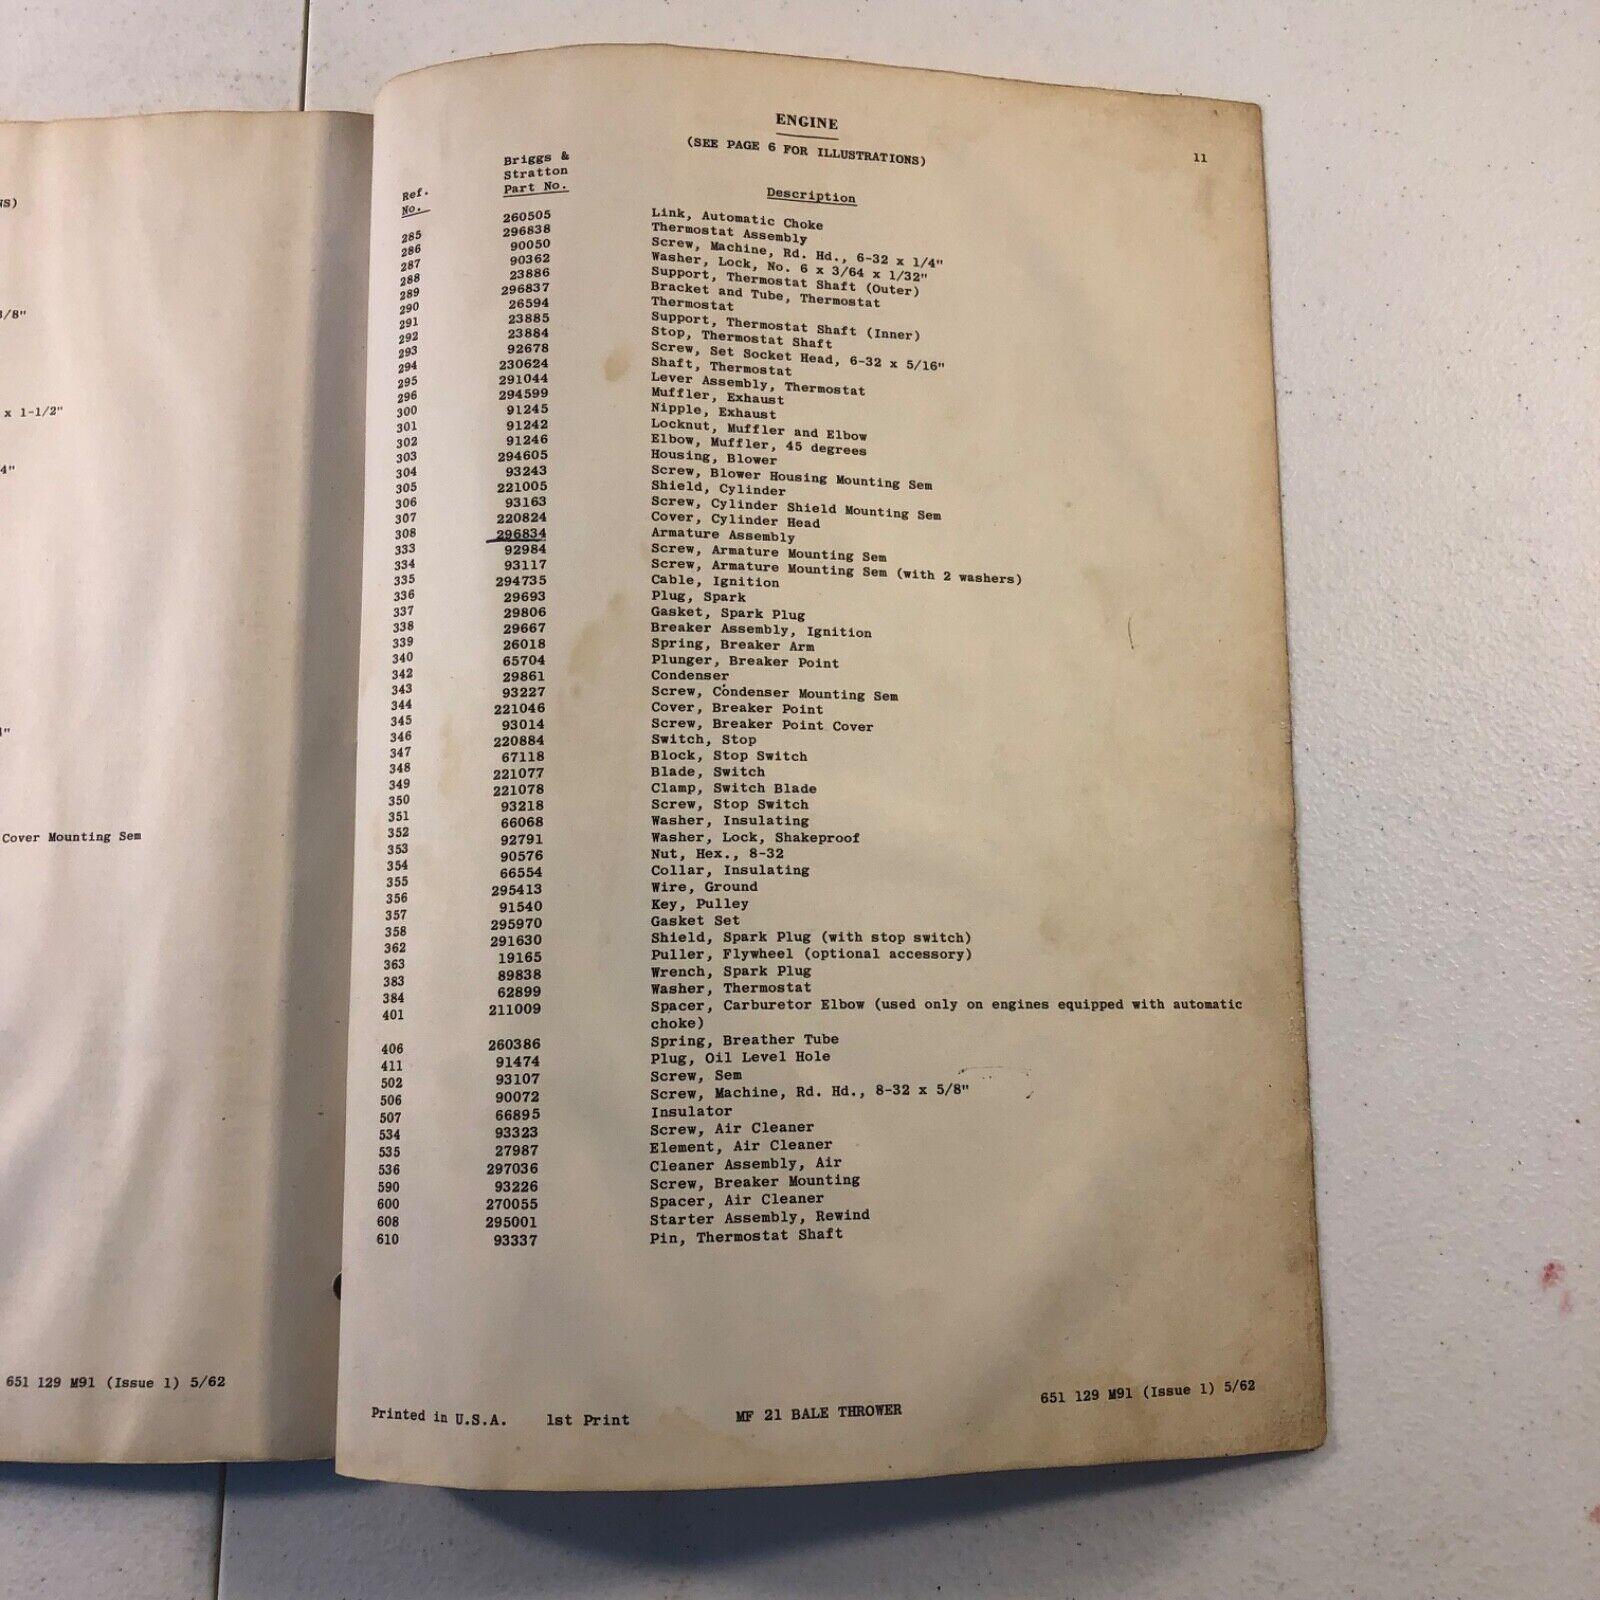 x 1-1/2"
Cover Mounting Sem
651 129 M91 (Issue 1) 5/62
ENGINE
(SEE PAGE 6 FOR ILLUSTRATIONS)
11
Ref. No.
Briggs & Stratton Part No.
Description
285 260505 Link, Automatic Choke
286 296838 Thermostat Assembly
287 90050 Screw, Machine, Rd. Hd., 6-32 x 1/4"
288 90362 Washer, Lock, No. 6 x 3/64 x 1/32"
289 23886 Support, Thermostat Shaft (Outer)
290 296837 Bracket and Tube, Thermostat
291 26594 Thermostat
292 23885 Support, Thermostat Shaft (Inner)
293 23884 Stop, Thermostat Shaft
294 92678 Screw, Set Socket Head, 6-32 x 5/16"
295 230624 Shaft, Thermostat
296 291044 Lever Assembly, Thermostat
300 294599 Muffler, Exhaust
301 91245 Nipple, Exhaust
302 91242 Locknut, Muffler and Elbow
303 91246 Elbow, Muffler, 45 degrees
304 294605 Housing, Blower
305 93243 Screw, Blower Housing Mounting Sem
306 221005 Shield, Cylinder
307 93163 Screw, Cylinder Shield Mounting Sem
308 220824 Cover, Cylinder Head
333 296834 Armature Assembly
334 92984 Screw, Armature Mounting Sem
335 93117 Screw, Armature Mounting Sem (with 2 washers)
336 294735 Cable, Ignition
337 29693 Plug, Spark
338 29806 Gasket, Spark Plug
339 29667 Breaker Assembly, Ignition
340 26018 Spring, Breaker Arm
342 65704 Plunger, Breaker Point
343 29861 Condenser
344 93227 Screw, Condenser Mounting Sem
345 221046 Cover, Breaker Point
346 93014 Screw, Breaker Point Cover
347 220884 Switch, Stop
348 67118 Block, Stop Switch
349 221077 Blade, Switch
350 221078 Clamp, Switch Blade
351 93218 Screw, Stop Switch
352 66068 Washer, Insulating
353 92791 Washer, Lock, Shakeproof
354 90576 Nut, Hex., 8-32
355 66554 Collar, Insulating
356 295413 Wire, Ground
357 91540 Key, Pulley
358 295970 Gasket Set
362 291630 Shield, Spark Plug (with stop switch)
363 19165 Puller, Flywheel (optional accessory)
383 89838 Wrench, Spark Plug
384 62899 Washer, Thermostat
401 211009 Spacer, Carburetor Elbow (used only on engines equipped with automatic
choke)
406 260386 Spring, Breather Tube
411 91474 Plug, Oil Level Hole
502 93107 Screw, Sem
506 90072 Screw, Machine, Rd. Hd., 8-32 x 5/8"
507 66895 Insulator
534 93323 Screw, Air Cleaner
535 27987 Element, Air Cleaner
536 297036 Cleaner Assembly, Air
590 93226 Screw, Breaker Mounting
600 270055 Spacer, Air Cleaner
608 295001 Starter Assembly, Rewind
610 93337 Pin, Thermostat Shaft
Printed in U.S.A. 1st Print MF 21 BALE THROWER 651 129 M91 (Issue 1) 5/62